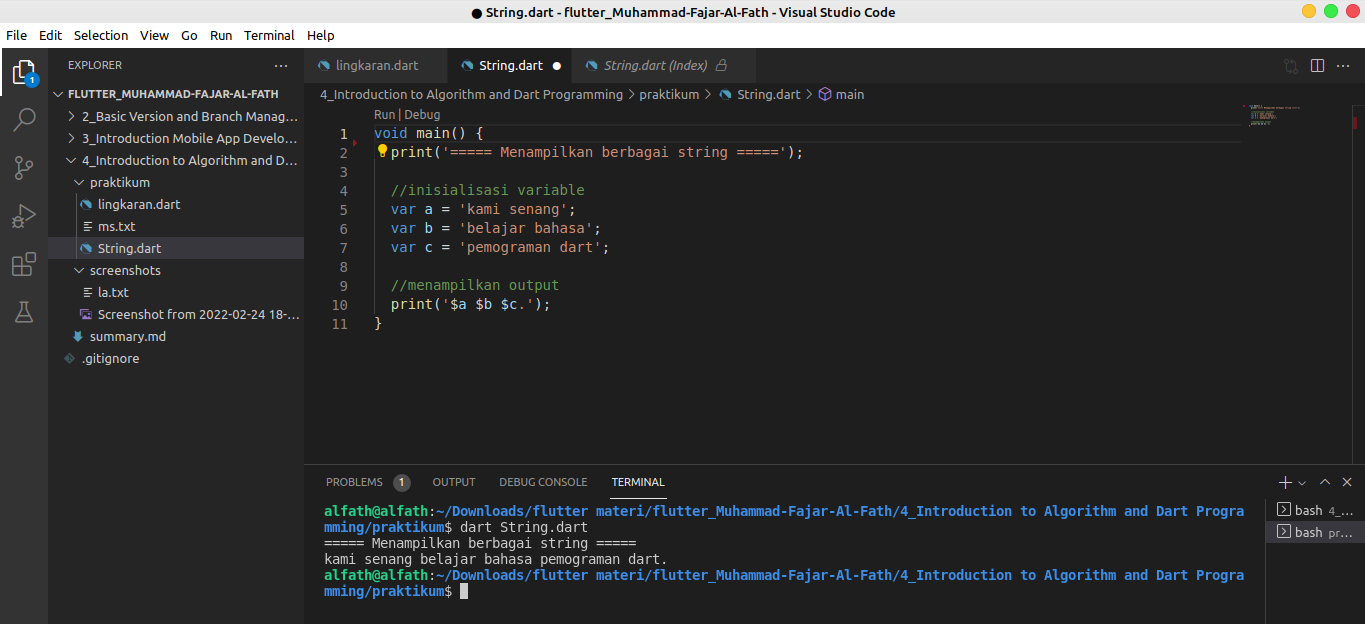 ● String.dart - flutter_Muhammad-Fajar-Al-Fath - Visual Studio Code
File Edit Selection View Go Run Terminal Help
1
EXPLORER
FLUTTER_MUHAMMAD-FAJAR-AL-FATH
2_Basic Version and Branch Manag...
3_Introduction Mobile App Develo...
4_Introduction to Algorithm and D...
praktikum
lingkaran.dart
ms.txt
String.dart
screenshots
la.txt
Screenshot from 2022-02-24 18-...
summary.md
.gitignore
lingkaran.dart String.dart ● String.dart (Index)
4_Introduction to Algorithm and Dart Programming > praktikum > String.dart > main
Run | Debug
1 void main() {
2 print('===== Menampilkan berbagai string =====');
3
4 //inisialisasi variable
5 var a = 'kami senang';
6 var b = 'belajar bahasa';
7 var c = 'pemograman dart';
8
9 //menampilkan output
10 print('$a $b $c.');
11 }
PROBLEMS 1 OUTPUT DEBUG CONSOLE TERMINAL
alfath@alfath:~/Downloads/flutter materi/flutter_Muhammad-Fajar-Al-Fath/4_Introduction to Algorithm and Dart Progra
mming/praktikum$ dart String.dart
===== Menampilkan berbagai string =====
kami senang belajar bahasa pemograman dart.
alfath@alfath:~/Downloads/flutter materi/flutter_Muhammad-Fajar-Al-Fath/4_Introduction to Algorithm and Dart Progra
mming/praktikum$
bash 4_...
bash pr...